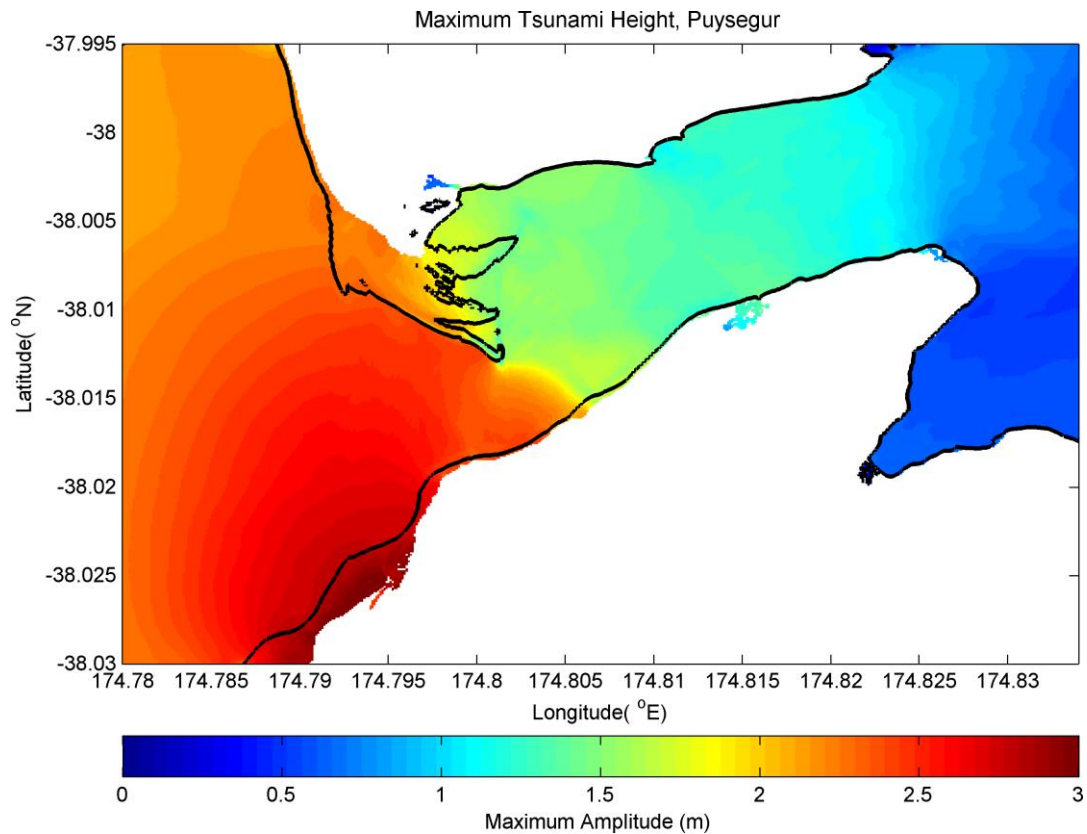 Maximum Tsunami Height, Puysegur
-37.995
-38
-38.005
-38.01
-38.015
-38.02
-38.025
-38.03
Latitude( °N)
174.78 174.785 174.79 174.795 174.8 174.805 174.81 174.815 174.82 174.825 174.83
Longitude( °E)
0 0.5 1 1.5 2 2.5 3
Maximum Amplitude (m)